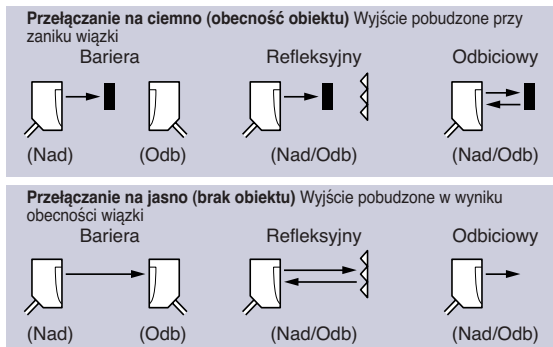 Przełączanie na ciemno (obecność obiektu) Wyjście pobudzone przy
zaniku wiązki
Bariera Refleksyjny Odbiciowy
(Nad) (Odb) (Nad/Odb) (Nad/Odb)
Przełączanie na jasno (brak obiektu) Wyjście pobudzone w wyniku
obecności wiązki
Bariera Refleksyjny Odbiciowy
(Nad) (Odb) (Nad/Odb) (Nad/Odb)